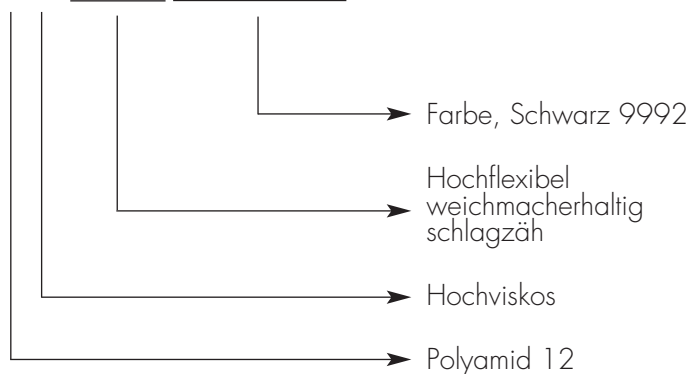 Farbe, Schwarz 9992
Hochflexibel
weichmacherhaltig
schlagzäh
Hochviskos
Polyamid 12